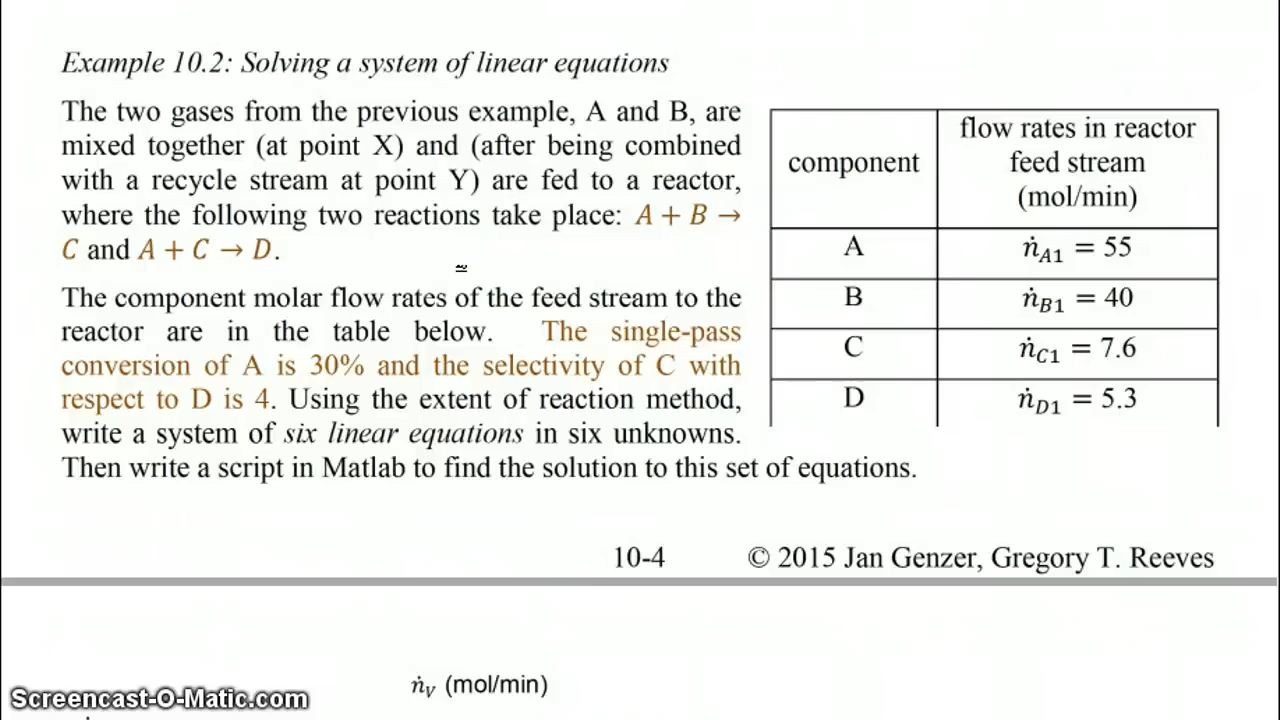 Example 10.2: Solving a system of linear equations
The two gases from the previous example, A and B, are
mixed together (at point X) and (after being combined
with a recycle stream at point Y) are fed to a reactor,
where the following two reactions take place: A + B →
C and A + C → D.
The component molar flow rates of the feed stream to the
reactor are in the table below. The single-pass
conversion of A is 30% and the selectivity of C with
respect to D is 4. Using the extent of reaction method,
write a system of six linear equations in six unknowns.
Then write a script in Matlab to find the solution to this set of equations.
component
flow rates in reactor
feed stream
(mol/min)
A ṅA1 = 55
B ṅB1 = 40
C ṅC1 = 7.6
D ṅD1 = 5.3
10-4 © 2015 Jan Genzer, Gregory T. Reeves
ṅV (mol/min)
Screencast-O-Matic.com